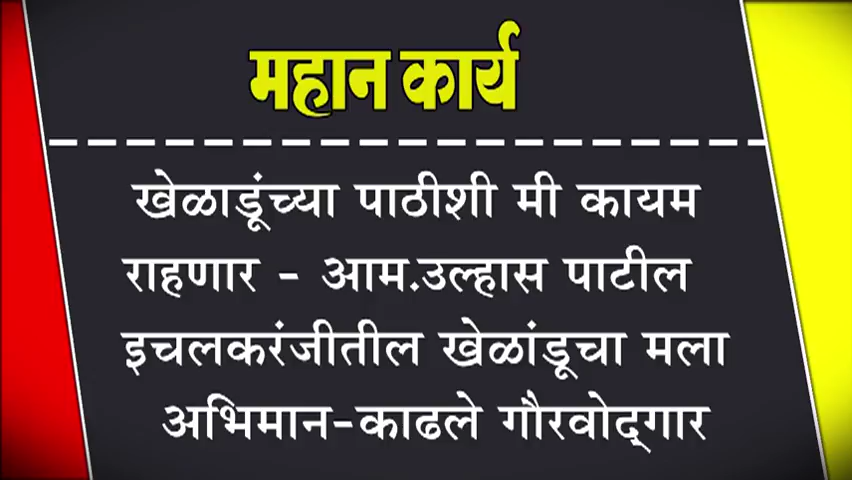 महान कार्य
खेळाडूंच्या पाठीशी मी कायम
राहणार - आम.उल्हास पाटील
इचलकरंजीतील खेळांडूचा मला
अभिमान-काढले गौरवोद्‌गार